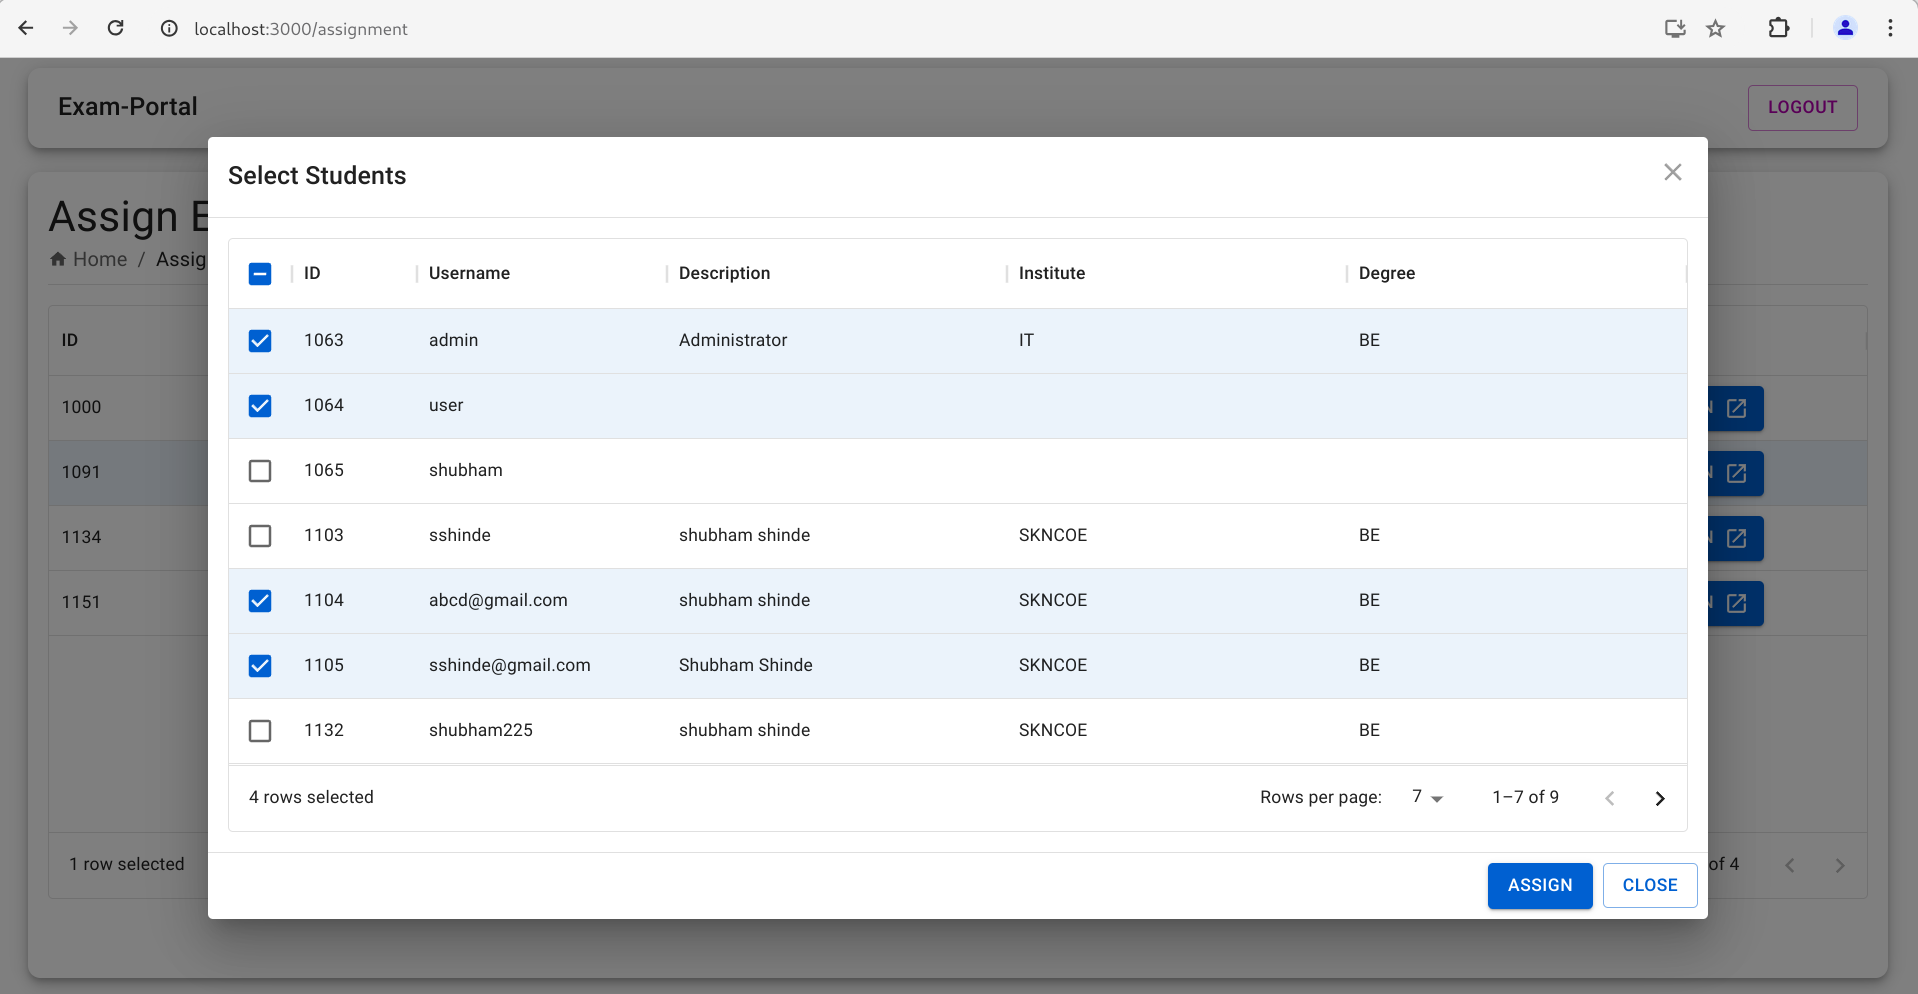 localhost:3000/assignment
Exam-Portal
LOGOUT
Select Students
Assign E
Home / Assig
ID Username Description Institute Degree
1063 admin Administrator IT BE
1064 user
1065 shubham
1103 sshinde shubham shinde SKNCOE BE
1104 abcd@gmail.com shubham shinde SKNCOE BE
1105 sshinde@gmail.com Shubham Shinde SKNCOE BE
1132 shubham225 shubham shinde SKNCOE BE
4 rows selected Rows per page: 7 1–7 of 9
ASSIGN CLOSE
ID
1000
1091
1134
1151
1 row selected of 4